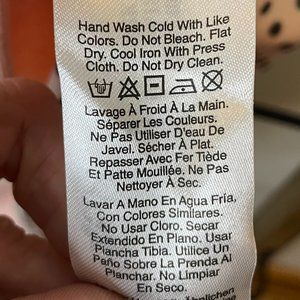 Hand Wash Cold With Like
Colors. Do Not Bleach. Flat
Dry. Cool Iron With Press
Cloth. Do Not Dry Clean.
Lavage À Froid À La Main.
Séparer Les Couleurs.
Ne Pas Utiliser D'eau De
Javel. Sécher À Plat.
Repasser Avec Fer Tiède
Et Patte Mouillée. Ne Pas
Nettoyer À Sec.
Lavar A Mano En Agua Fria,
Con Colores Similares.
No Usar Cloro. Secar
Extendido En Plano. Usar
Plancha Tibia. Utilice Un
Paño Sobre La Prenda Al
Planchar. No Limpiar
En Seco.
Ähnlichen